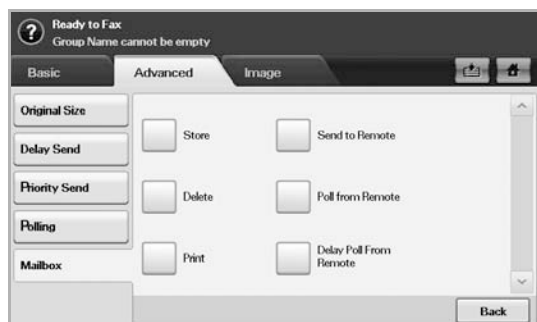 ?
Ready to Fax
Group Name cannot be empty
Basic
Advanced
Image
Original Size
Delay Send
Priority Send
Polling
Mailbox
Store
Send to Remote
Delete
Poll from Remote
Print
Delay Poll From
Remote
Back